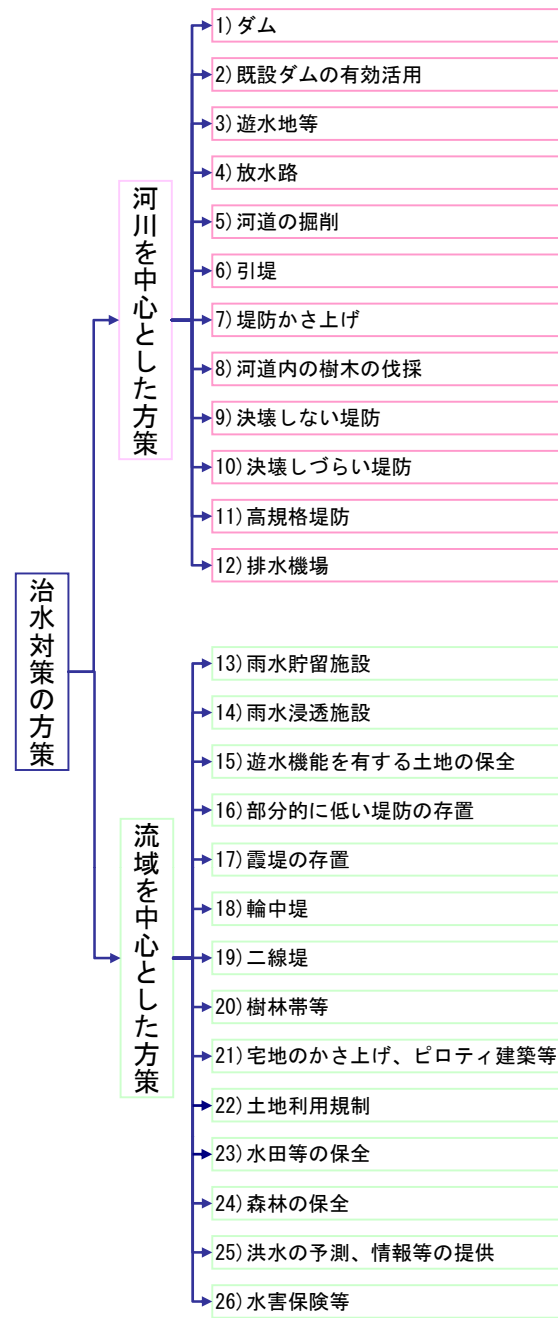 治水対策の方策
河川を中心とした方策
1)ダム
2)既設ダムの有効活用
3)遊水地等
4)放水路
5)河道の掘削
6)引堤
7)堤防かさ上げ
8)河道内の樹木の伐採
9)決壊しない堤防
10)決壊しづらい堤防
11)高規格堤防
12)排水機場
流域を中心とした方策
13)雨水貯留施設
14)雨水浸透施設
15)遊水機能を有する土地の保全
16)部分的に低い堤防の存置
17)霞堤の存置
18)輪中堤
19)二線堤
20)樹林帯等
21)宅地のかさ上げ、ピロティ建築等
22)土地利用規制
23)水田等の保全
24)森林の保全
25)洪水の予測、情報等の提供
26)水害保険等